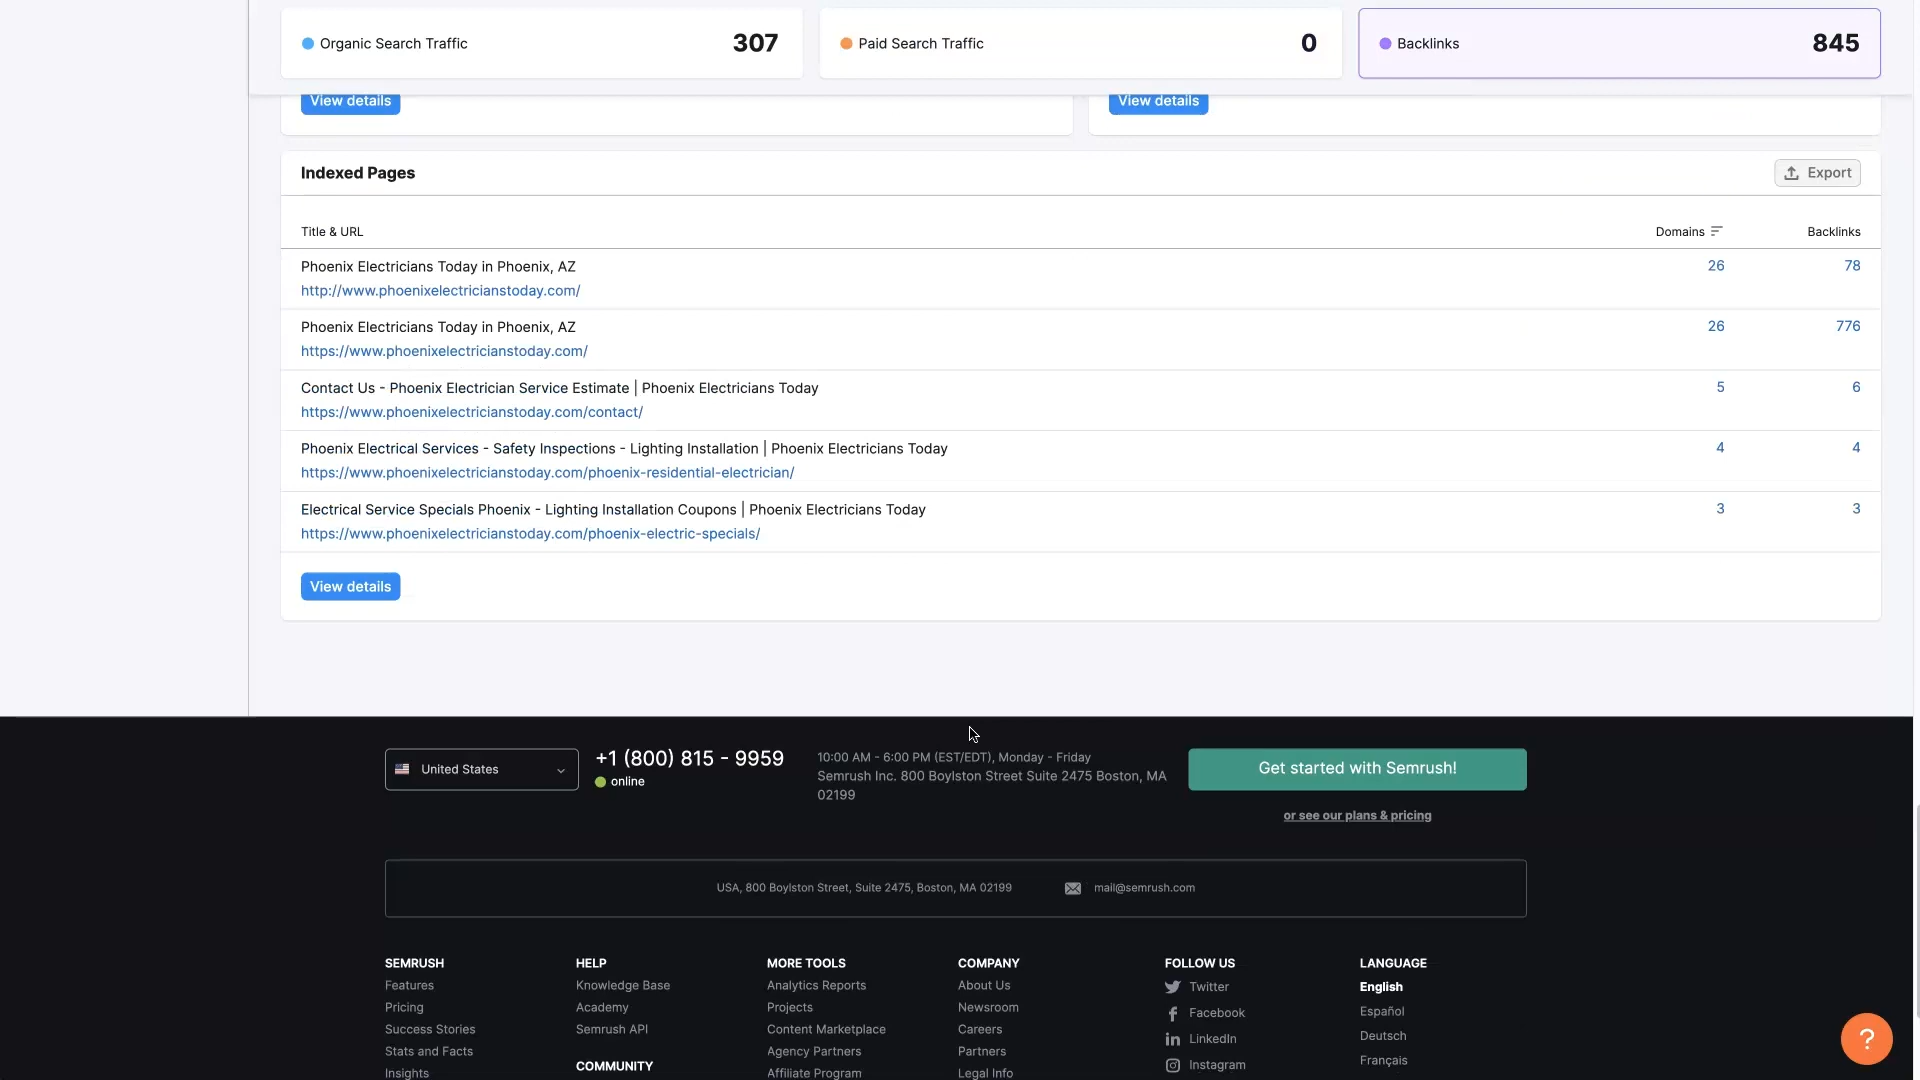 Organic Search Traffic 307
Paid Search Traffic 0
Backlinks 845
View details
View details
Indexed Pages
Export
Title & URL Domains Backlinks
Phoenix Electricians Today in Phoenix, AZ 26 78
http://www.phoenixelectricianstoday.com/
Phoenix Electricians Today in Phoenix, AZ 26 776
https://www.phoenixelectricianstoday.com/
Contact Us - Phoenix Electrician Service Estimate | Phoenix Electricians Today 5 6
https://www.phoenixelectricianstoday.com/contact/
Phoenix Electrical Services - Safety Inspections - Lighting Installation | Phoenix Electricians Today 4 4
https://www.phoenixelectricianstoday.com/phoenix-residential-electrician/
Electrical Service Specials Phoenix - Lighting Installation Coupons | Phoenix Electricians Today 3 3
https://www.phoenixelectricianstoday.com/phoenix-electric-specials/
View details
United States
+1 (800) 815 - 9959
online
10:00 AM - 6:00 PM (EST/EDT), Monday - Friday
Semrush Inc. 800 Boylston Street Suite 2475 Boston, MA
02199
Get started with Semrush!
or see our plans & pricing
USA, 800 Boylston Street, Suite 2475, Boston, MA 02199
mail@semrush.com
SEMRUSH
Features
Pricing
Success Stories
Stats and Facts
Insights
HELP
Knowledge Base
Academy
Semrush API
COMMUNITY
MORE TOOLS
Analytics Reports
Projects
Content Marketplace
Agency Partners
Affiliate Program
COMPANY
About Us
Newsroom
Careers
Partners
Legal Info
FOLLOW US
Twitter
Facebook
LinkedIn
Instagram
LANGUAGE
English
Español
Deutsch
Français
?